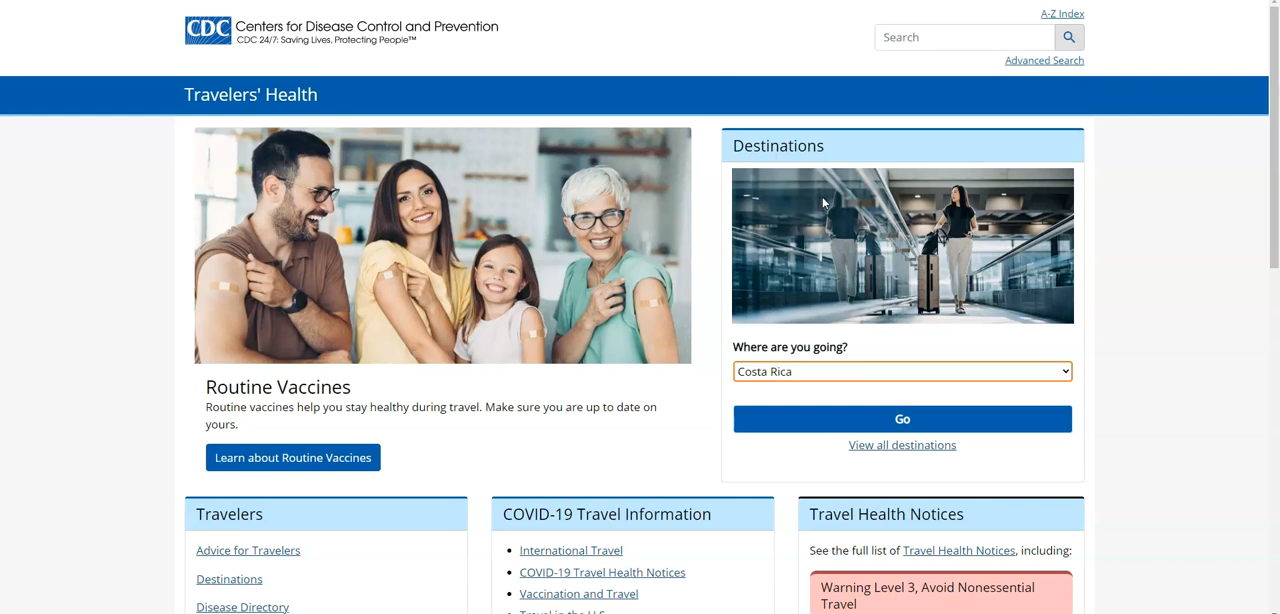 A-Z Index
CDC Centers for Disease Control and Prevention
CDC 24/7: Saving Lives, Protecting People™
Search
Advanced Search
Travelers' Health
Destinations
Where are you going?
Costa Rica
Go
View all destinations
Routine Vaccines
Routine vaccines help you stay healthy during travel. Make sure you are up to date on
yours.
Learn about Routine Vaccines
Travelers
Advice for Travelers
Destinations
Disease Directory
COVID-19 Travel Information
International Travel
COVID-19 Travel Health Notices
Vaccination and Travel
Travel in the U.S.
Travel Health Notices
See the full list of Travel Health Notices, including:
Warning Level 3, Avoid Nonessential
Travel